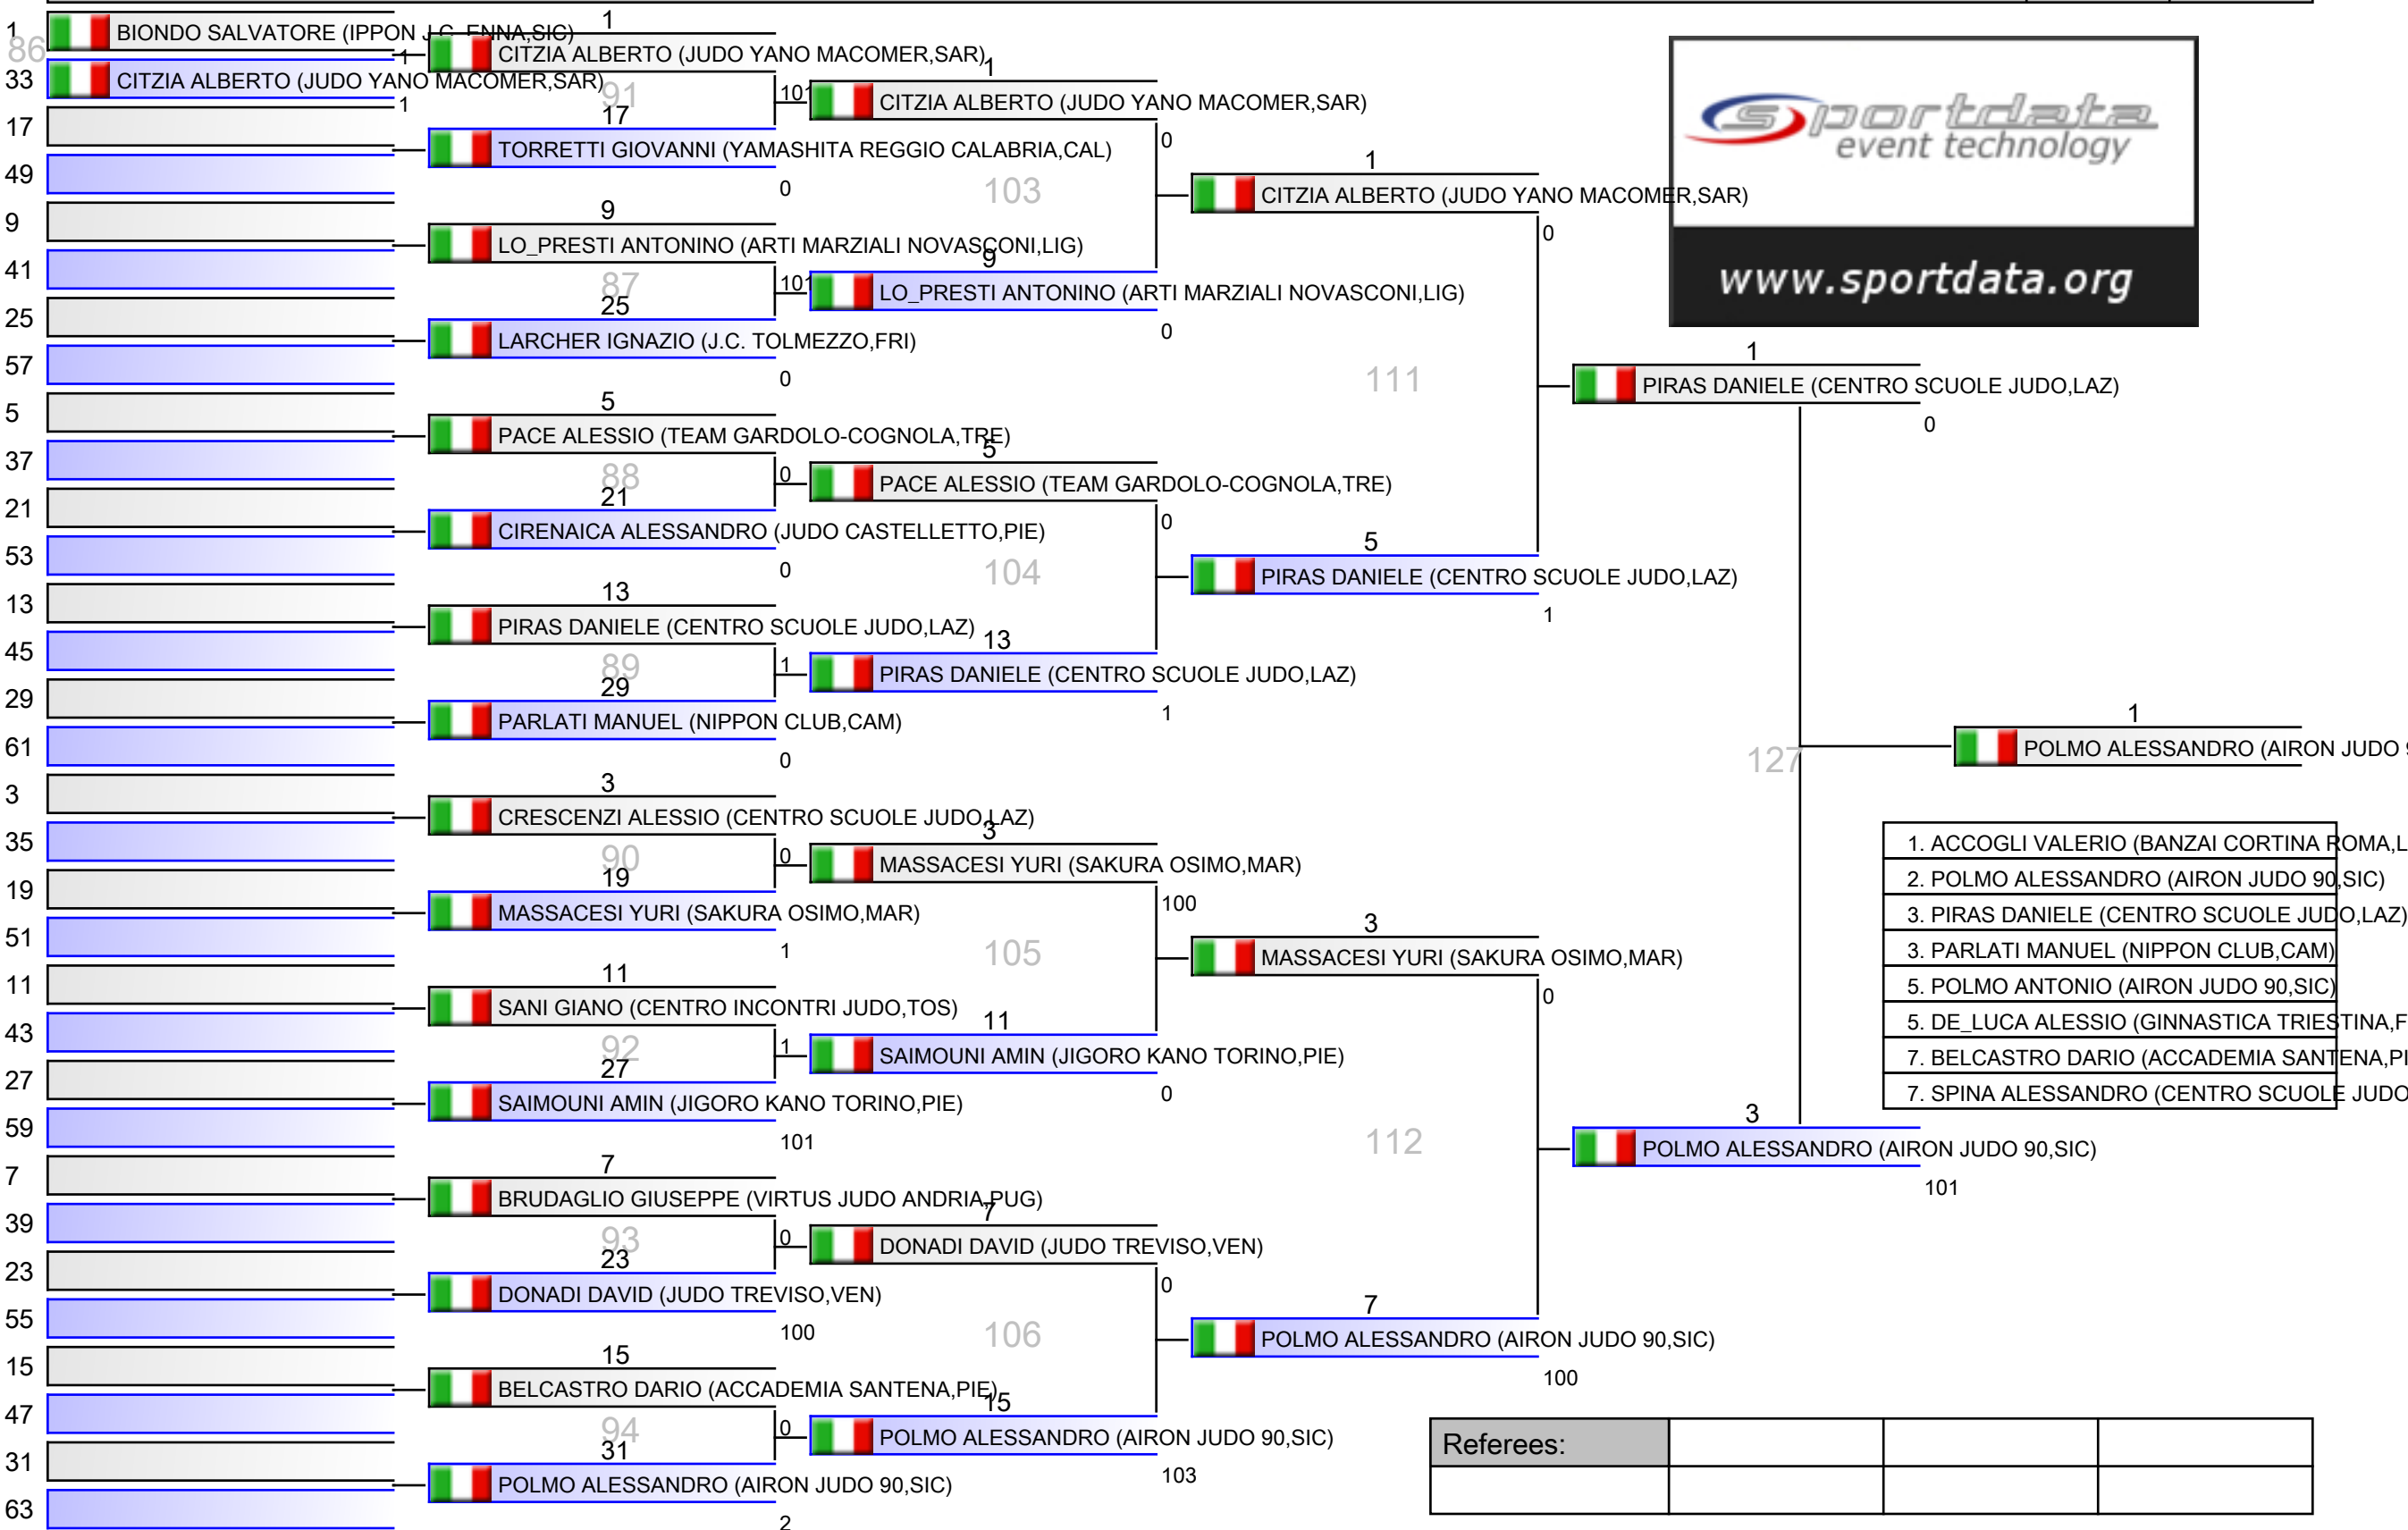 1
BIONDO SALVATORE (IPPON J.C. ENNA,SIC)
86
33
CITZIA ALBERTO (JUDO YANO MACOMER,SAR)
1
1
17
49
9
41
25
57
5
37
21
53
13
45
29
61
3
35
19
51
11
43
27
59
7
39
23
55
15
47
31
63
1
CITZIA ALBERTO (JUDO YANO MACOMER,SAR)
91
101
17
TORRETTI GIOVANNI (YAMASHITA REGGIO CALABRIA,CAL)
0
9
LO_PRESTI ANTONINO (ARTI MARZIALI NOVASCONI,LIG)
87
101
25
LARCHER IGNAZIO (J.C. TOLMEZZO,FRI)
0
5
PACE ALESSIO (TEAM GARDOLO-COGNOLA,TRE)
88
0
21
CIRENAICA ALESSANDRO (JUDO CASTELLETTO,PIE)
0
13
PIRAS DANIELE (CENTRO SCUOLE JUDO,LAZ)
89
1
29
PARLATI MANUEL (NIPPON CLUB,CAM)
0
3
CRESCENZI ALESSIO (CENTRO SCUOLE JUDO,LAZ)
90
0
19
MASSACESI YURI (SAKURA OSIMO,MAR)
1
11
SANI GIANO (CENTRO INCONTRI JUDO,TOS)
92
1
27
SAIMOUNI AMIN (JIGORO KANO TORINO,PIE)
101
7
BRUDAGLIO GIUSEPPE (VIRTUS JUDO ANDRIA,PUG)
93
0
23
DONADI DAVID (JUDO TREVISO,VEN)
100
15
BELCASTRO DARIO (ACCADEMIA SANTENA,PIE)
94
0
31
POLMO ALESSANDRO (AIRON JUDO 90,SIC)
2
1
CITZIA ALBERTO (JUDO YANO MACOMER,SAR)
0
103
9
LO_PRESTI ANTONINO (ARTI MARZIALI NOVASCONI,LIG)
0
5
PACE ALESSIO (TEAM GARDOLO-COGNOLA,TRE)
0
104
13
PIRAS DANIELE (CENTRO SCUOLE JUDO,LAZ)
1
3
MASSACESI YURI (SAKURA OSIMO,MAR)
100
105
11
SAIMOUNI AMIN (JIGORO KANO TORINO,PIE)
0
7
DONADI DAVID (JUDO TREVISO,VEN)
0
106
15
POLMO ALESSANDRO (AIRON JUDO 90,SIC)
103
1
CITZIA ALBERTO (JUDO YANO MACOMER,SAR)
0
111
5
PIRAS DANIELE (CENTRO SCUOLE JUDO,LAZ)
1
3
MASSACESI YURI (SAKURA OSIMO,MAR)
0
112
7
POLMO ALESSANDRO (AIRON JUDO 90,SIC)
100
sportdata
event technology
www.sportdata.org
1
PIRAS DANIELE (CENTRO SCUOLE JUDO,LAZ)
0
127
3
POLMO ALESSANDRO (AIRON JUDO 90,SIC)
101
1
POLMO ALESSANDRO (AIRON JUDO
1. ACCOGLI VALERIO (BANZAI CORTINA ROMA,L
2. POLMO ALESSANDRO (AIRON JUDO 90,SIC)
3. PIRAS DANIELE (CENTRO SCUOLE JUDO,LAZ)
3. PARLATI MANUEL (NIPPON CLUB,CAM)
5. POLMO ANTONIO (AIRON JUDO 90,SIC)
5. DE_LUCA ALESSIO (GINNASTICA TRIESTINA,F
7. BELCASTRO DARIO (ACCADEMIA SANTENA,PI
7. SPINA ALESSANDRO (CENTRO SCUOLE JUDO
Referees: